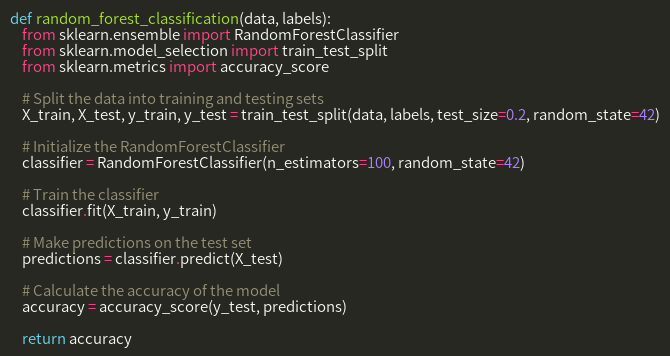 def random_forest_classification(data, labels):
    from sklearn.ensemble import RandomForestClassifier
    from sklearn.model_selection import train_test_split
    from sklearn.metrics import accuracy_score

    # Split the data into training and testing sets
    X_train, X_test, y_train, y_test = train_test_split(data, labels, test_size=0.2, random_state=42)

    # Initialize the RandomForestClassifier
    classifier = RandomForestClassifier(n_estimators=100, random_state=42)

    # Train the classifier
    classifier.fit(X_train, y_train)

    # Make predictions on the test set
    predictions = classifier.predict(X_test)

    # Calculate the accuracy of the model
    accuracy = accuracy_score(y_test, predictions)

    return accuracy